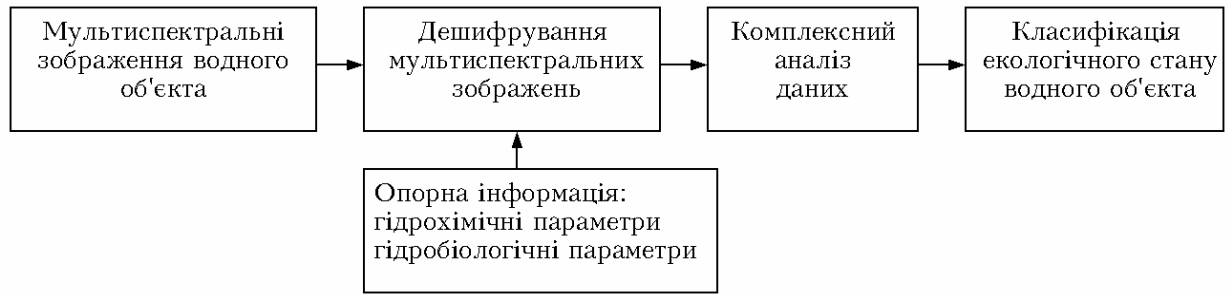 Мультиспектральні
зображення водного
об'єкта
Дешифрування
мультиспектральних
зображень
Комплексний
аналіз
даних
Класифікація
екологічного стану
водного об'єкта
Опорна інформація:
гідрохімічні параметри
гідробіологічні параметри